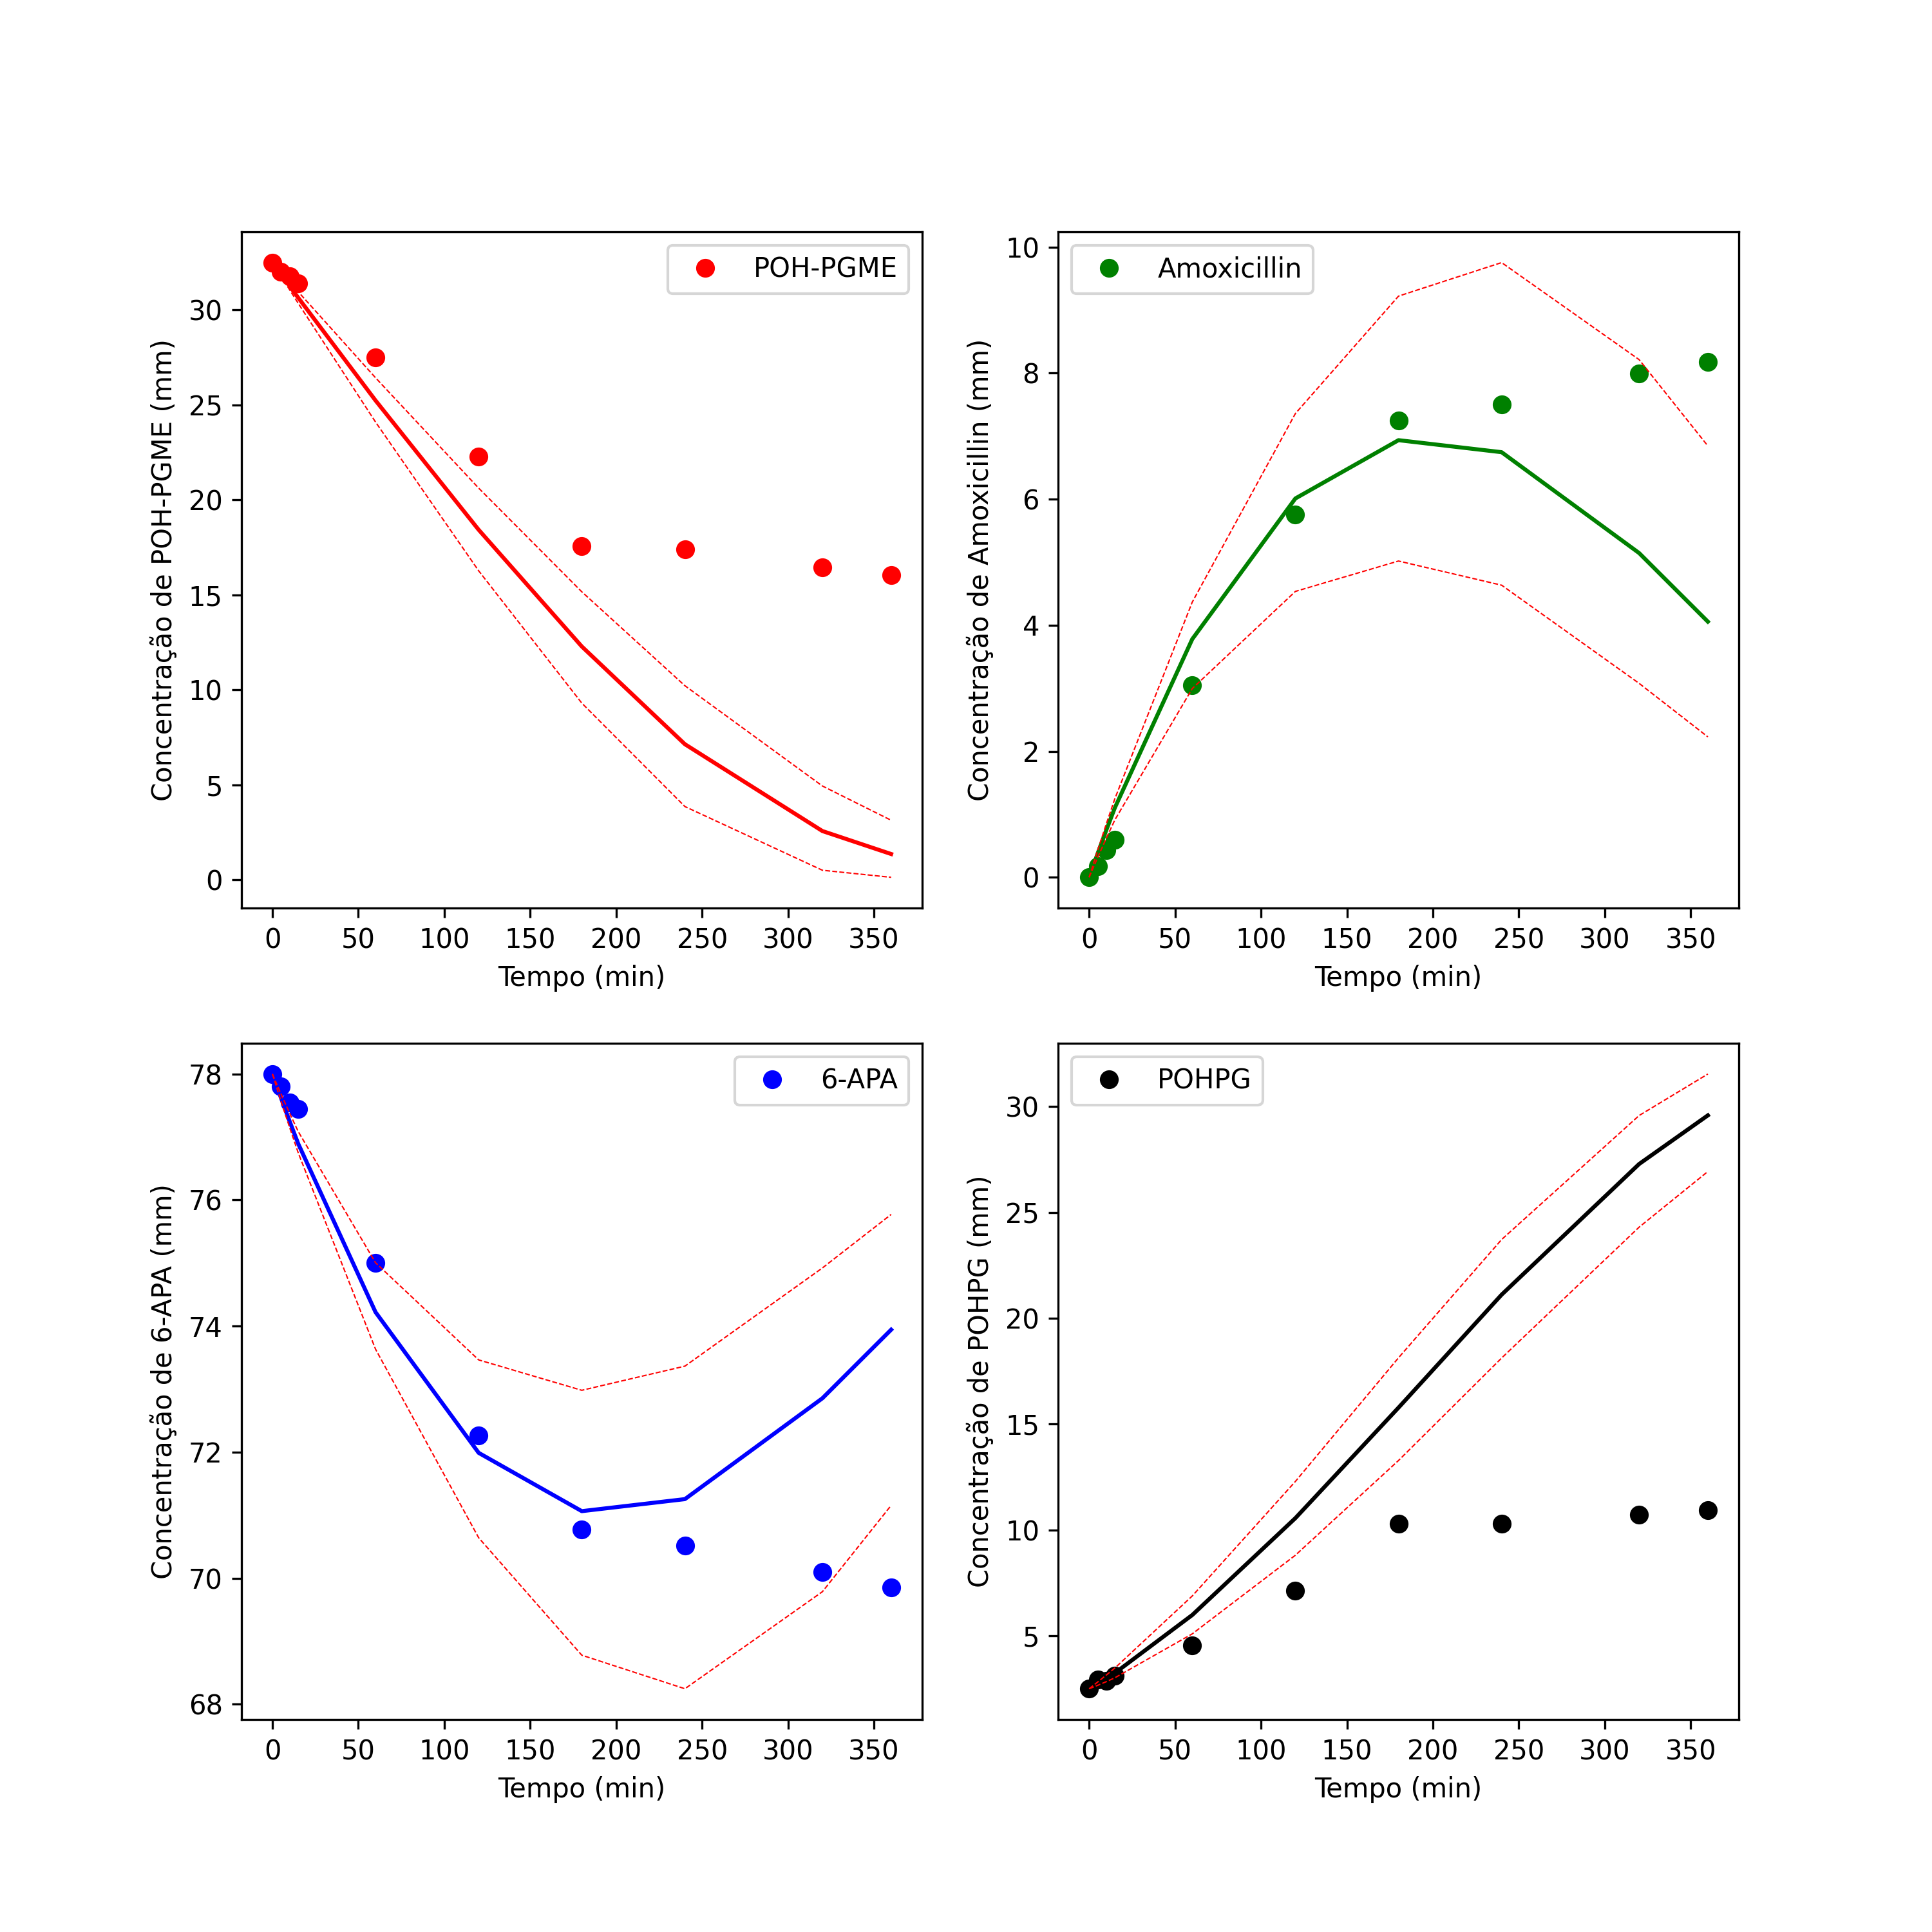 POH-PGME
Concentração de POH-PGME (mm)
30
25
20
15
10
5
0
0 50 100 150 200 250 300 350
Tempo (min)
Amoxicillin
Concentração de Amoxicillin (mm)
10
8
6
4
2
0
0 50 100 150 200 250 300 350
Tempo (min)
6-APA
Concentração de 6-APA (mm)
78
76
74
72
70
68
0 50 100 150 200 250 300 350
Tempo (min)
POHPG
Concentração de POHPG (mm)
30
25
20
15
10
5
0 50 100 150 200 250 300 350
Tempo (min)